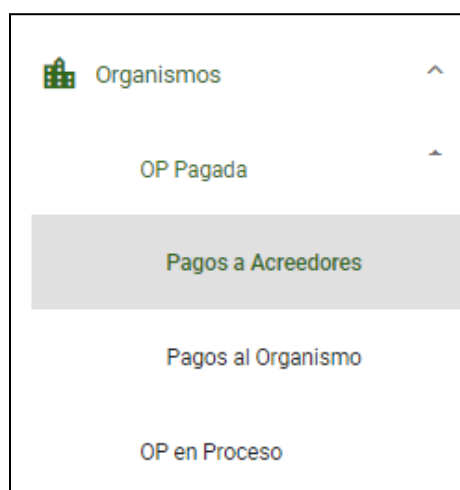 Organismos
OP Pagada
Pagos a Acreedores
Pagos al Organismo
OP en Proceso